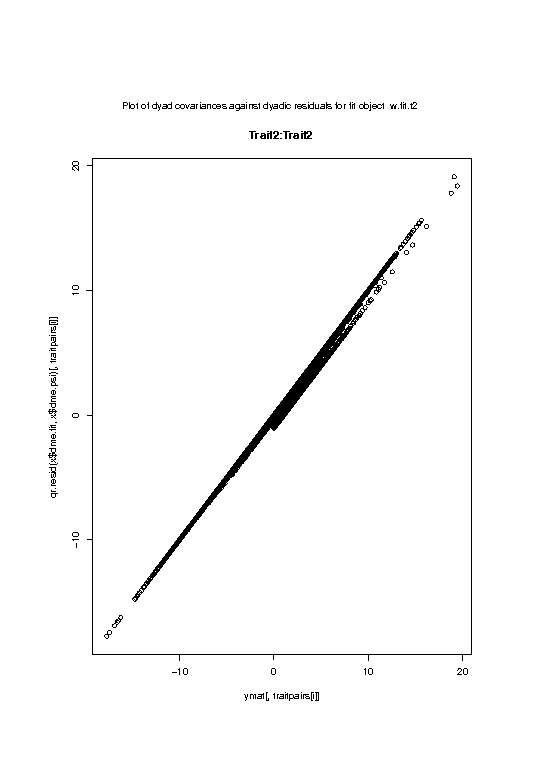 Plot of dyad covariances against dyadic residuals for fit object w.fit.t2
Trait2:Trait2
20
10
0
−10
qr.resid(x$dme.fit, x$dme.psi)[, traitpairs[i]]
−10
0
10
20
ymat[, traitpairs[i]]